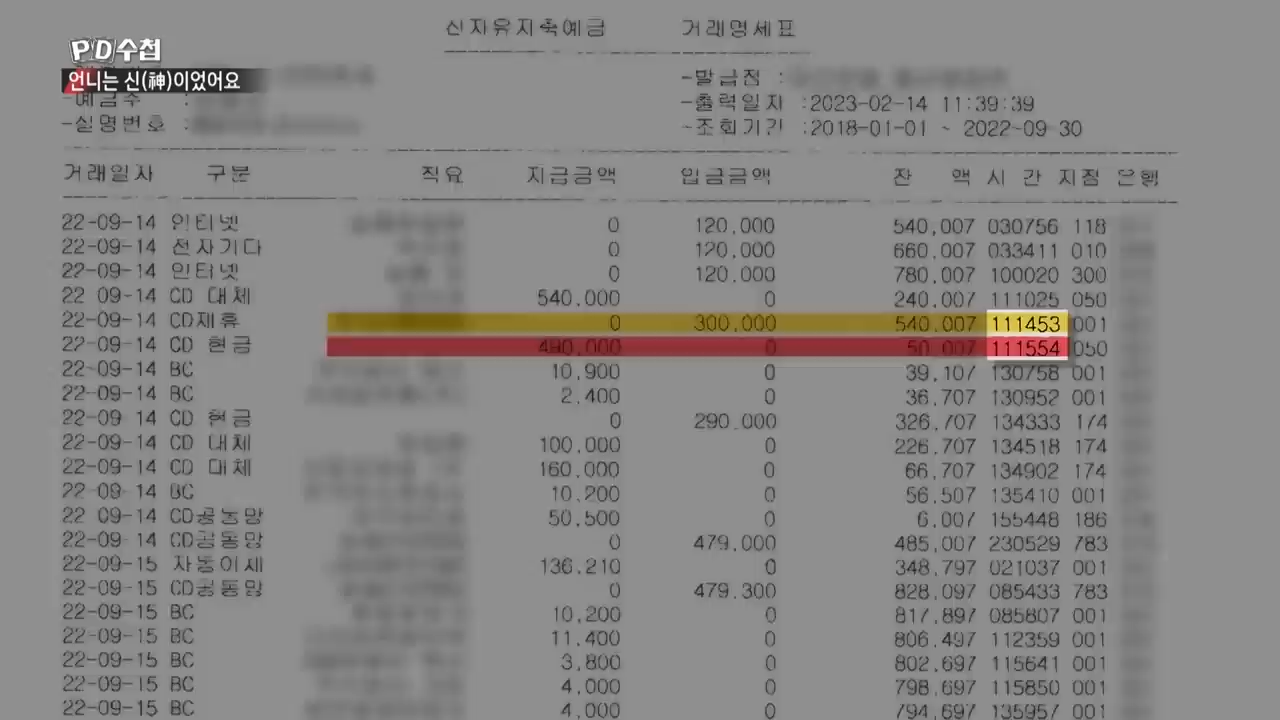 PD수첩
언니는 신(神)이었어요
신자유지축예금 거래명세표
-발급점 :
-예금주 : -출력일자 :2023-02-14 11:39:39
-실명번호 : -조회기간 :2018-01-01 ~ 2022-09-30
거래일자 구분 적요 지급금액 입금금액 잔 액 시 간 지점 은행
22-09-14 인터넷 0 120,000 540,007 030756 118
22-09-14 전자기다 0 120,000 660,007 033411 010
22-09-14 인터넷 0 120,000 780,007 100020 300
22 09-14 CD 대체 540,000 0 240,007 111025 050
22-09-14 CD제휴 0 300,000 540,007 111453 001
22-09-14 CD 현금 490,000 0 50,007 111554 050
22-09-14 BC 10,900 0 39,107 130758 001
22-09-14 BC 2,400 0 36,707 130952 001
22-09-14 CD 현금 0 290,000 326,707 134333 174
22-09-14 CD 대체 100,000 0 226,707 134518 174
22-09-14 CD 대체 160,000 0 66,707 134902 174
22-09-14 BC 10,200 0 56,507 135410 001
22 09-14 CD공동망 50,500 0 6,007 155448 186
22-09-14 CD공동망 0 479,000 485,007 230529 783
22-09-15 자동이체 136,210 0 348,797 021037 001
22-09-15 CD공동망 0 479,300 828,097 085433 783
22-09-15 BC 10,200 0 817,897 085807 001
22-09-15 BC 11,400 0 806,497 112359 001
22-09-15 BC 3,800 0 802,697 115641 001
22-09-15 BC 4,000 0 798,697 115850 001
22-09-15 BC 4,000 0 794,697 135957 001